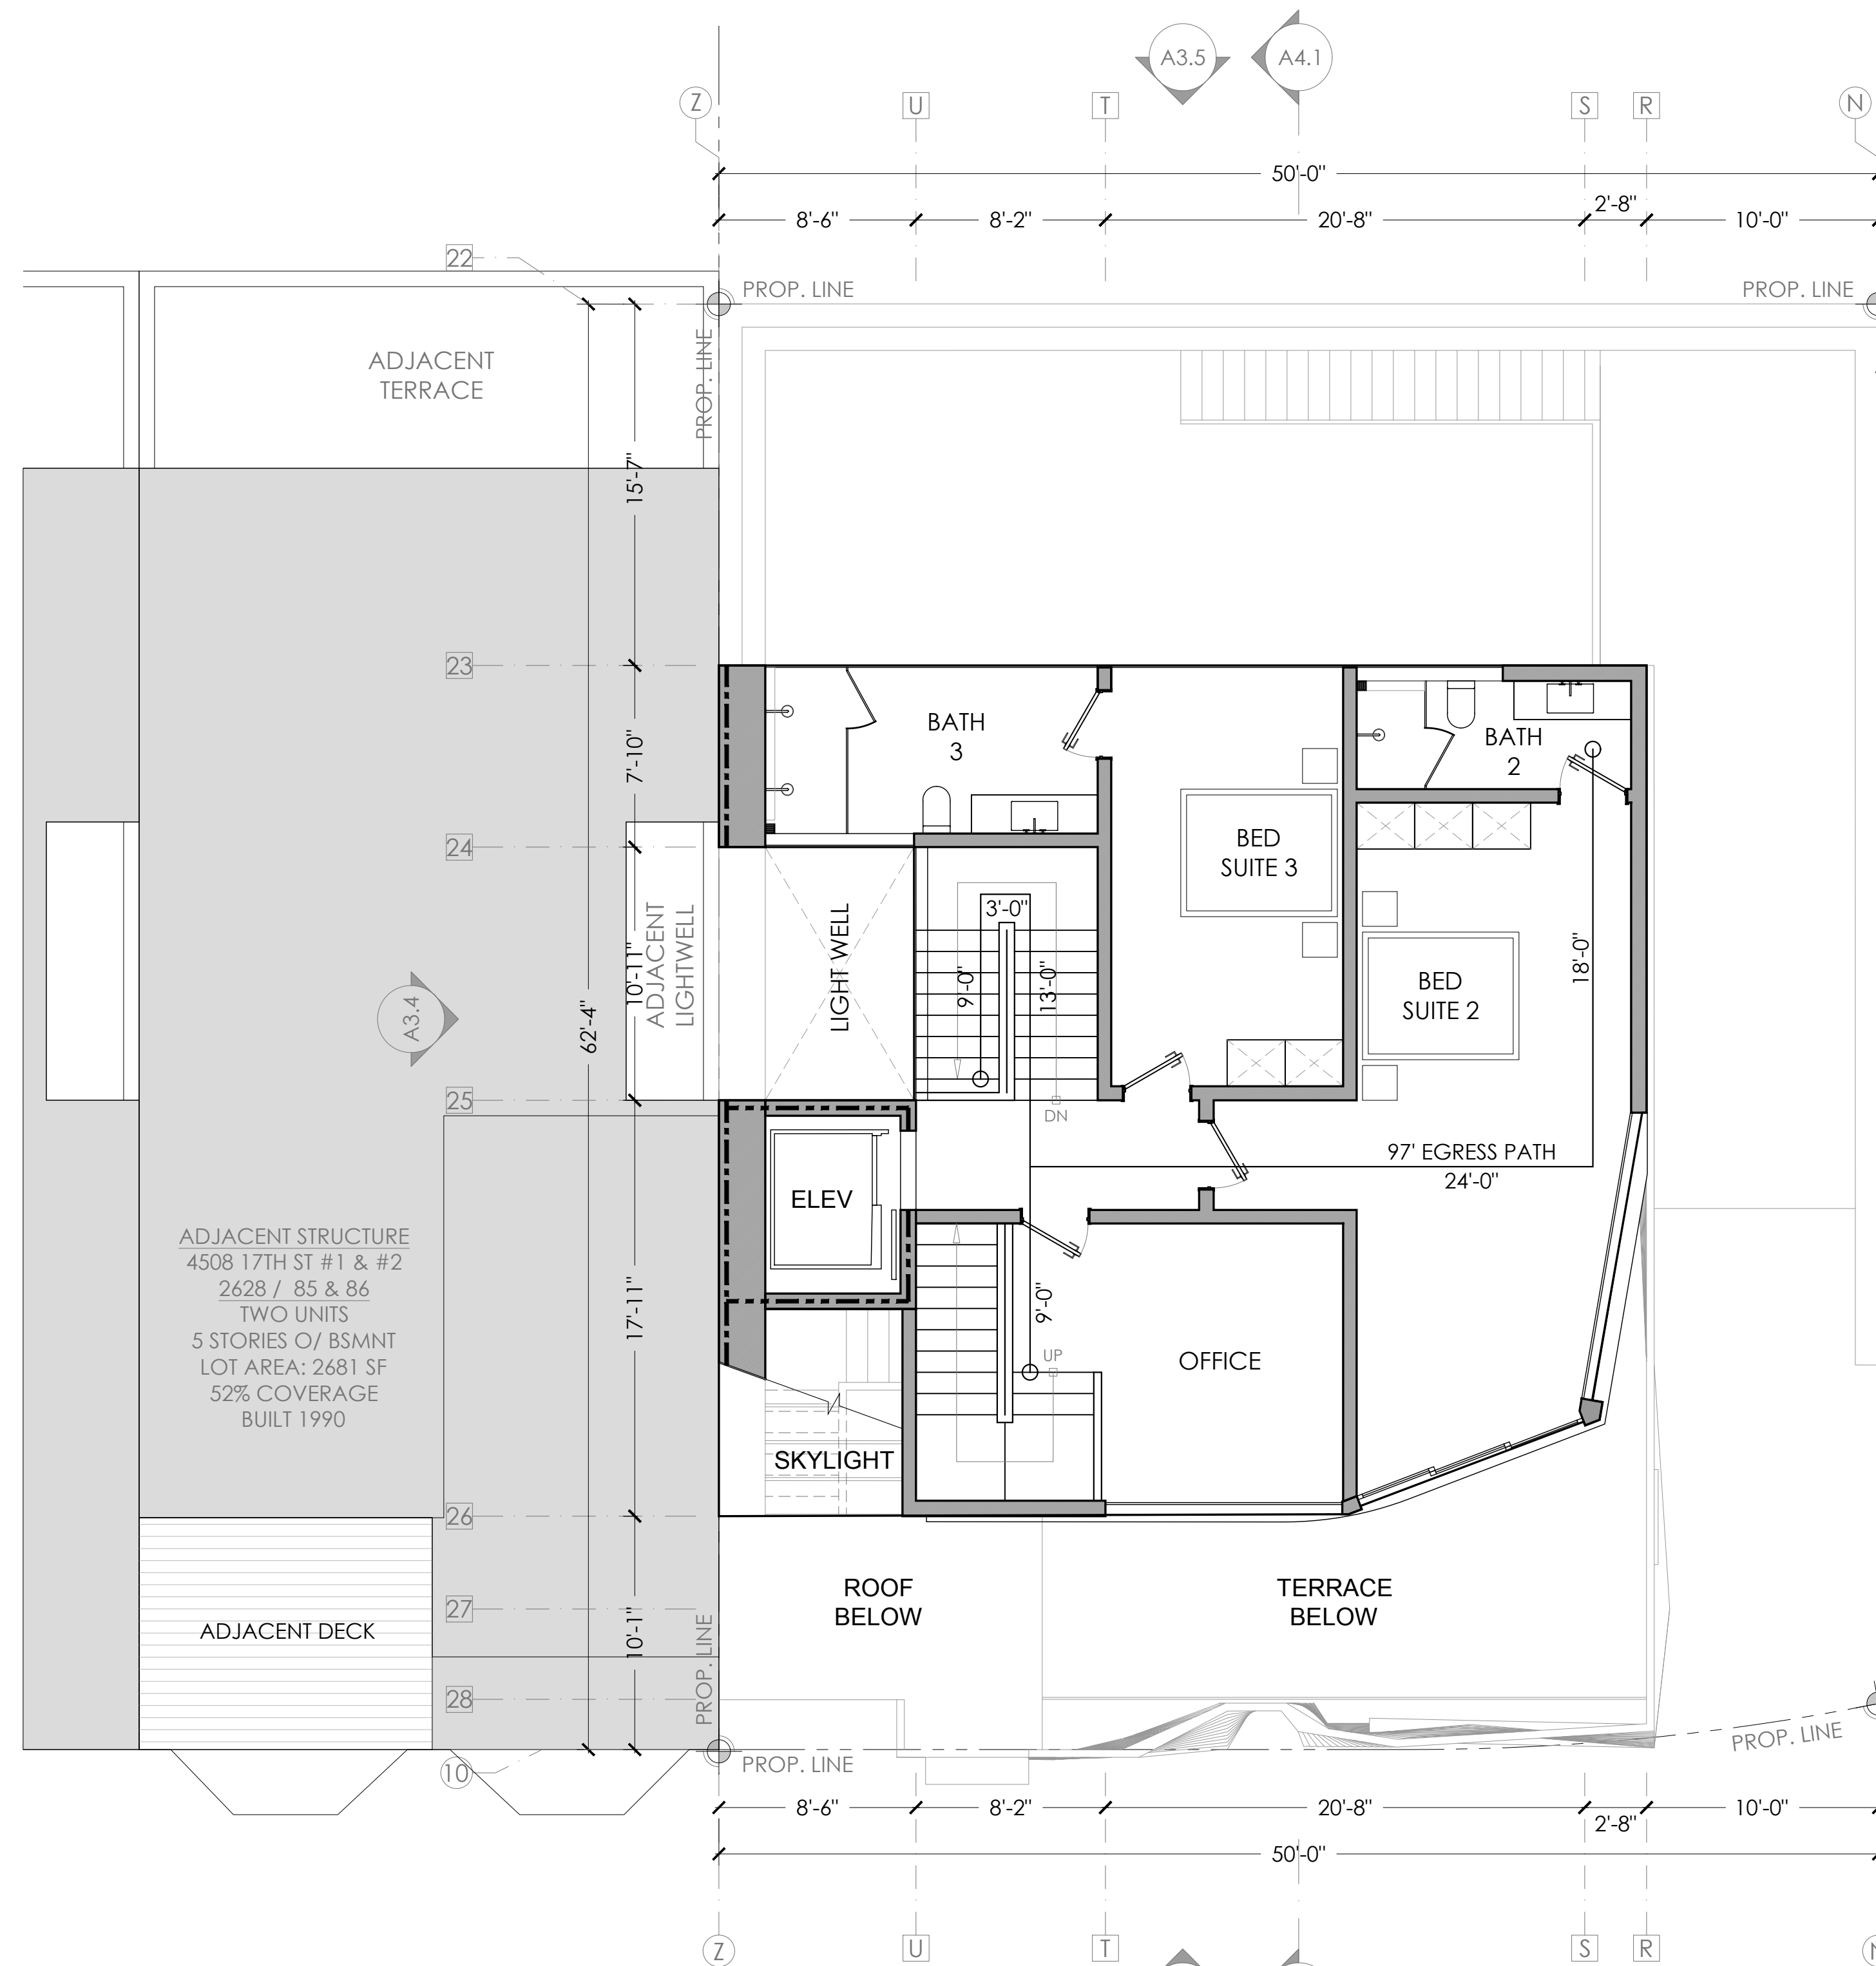 A3.5
A4.1
Z
U
T
S
R
N
50'-0"
8'-6"
8'-2"
20'-8"
2'-8"
10'-0"
22
PROP. LINE
PROP. LINE
PROP. LINE
ADJACENT
TERRACE
15'-7"
23
7'-10"
BATH
3
BATH
2
24
BED
SUITE 3
3'-0"
9'-0"
13'-0"
LIGHT WELL
ADJACENT
LIGHTWELL
10'-11"
62'-4"
A3.4
18'-0"
BED
SUITE 2
25
DN
97' EGRESS PATH
24'-0"
ELEV
ADJACENT STRUCTURE
4508 17TH ST #1 & #2
2628 / 85 & 86
TWO UNITS
5 STORIES O/ BSMNT
LOT AREA: 2681 SF
52% COVERAGE
BUILT 1990
17'-11"
9'-0"
UP
OFFICE
SKYLIGHT
26
ROOF
BELOW
TERRACE
BELOW
27
ADJACENT DECK
10'-1"
PROP. LINE
28
10
PROP. LINE
PROP. LINE
8'-6"
8'-2"
20'-8"
2'-8"
10'-0"
50'-0"
Z
U
T
S
R